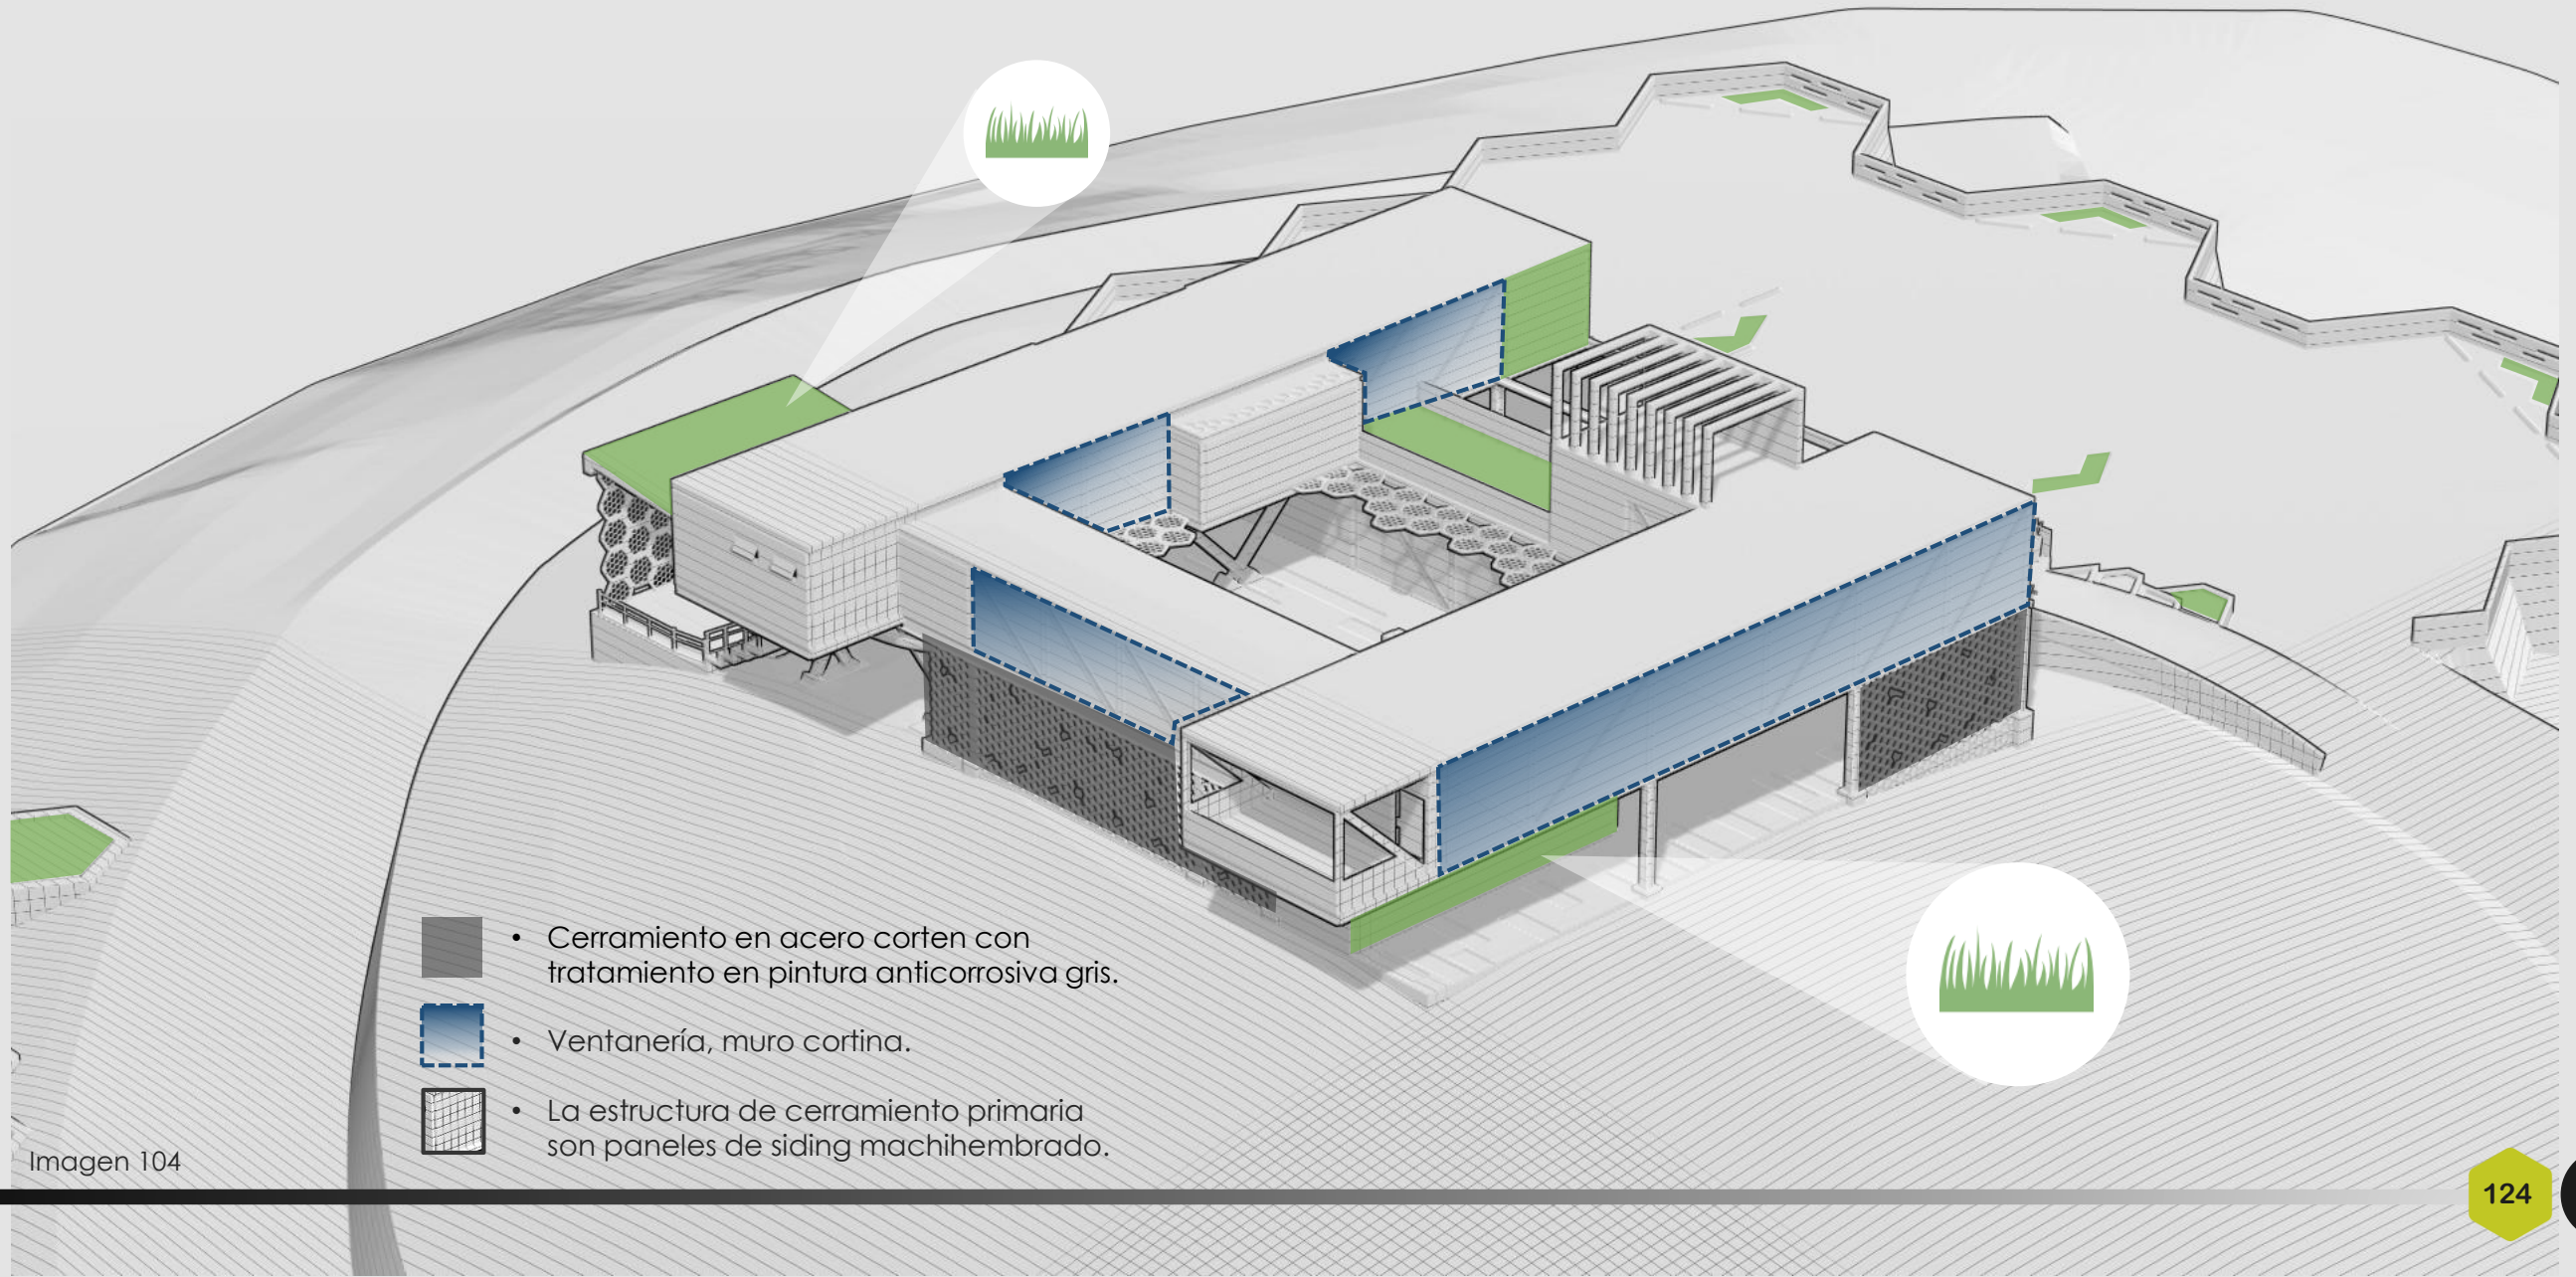 • Cerramiento en acero corten con
tratamiento en pintura anticorrosiva gris.
• Ventanería, muro cortina.
• La estructura de cerramiento primaria
son paneles de siding machihembrado.
Imagen 104
124